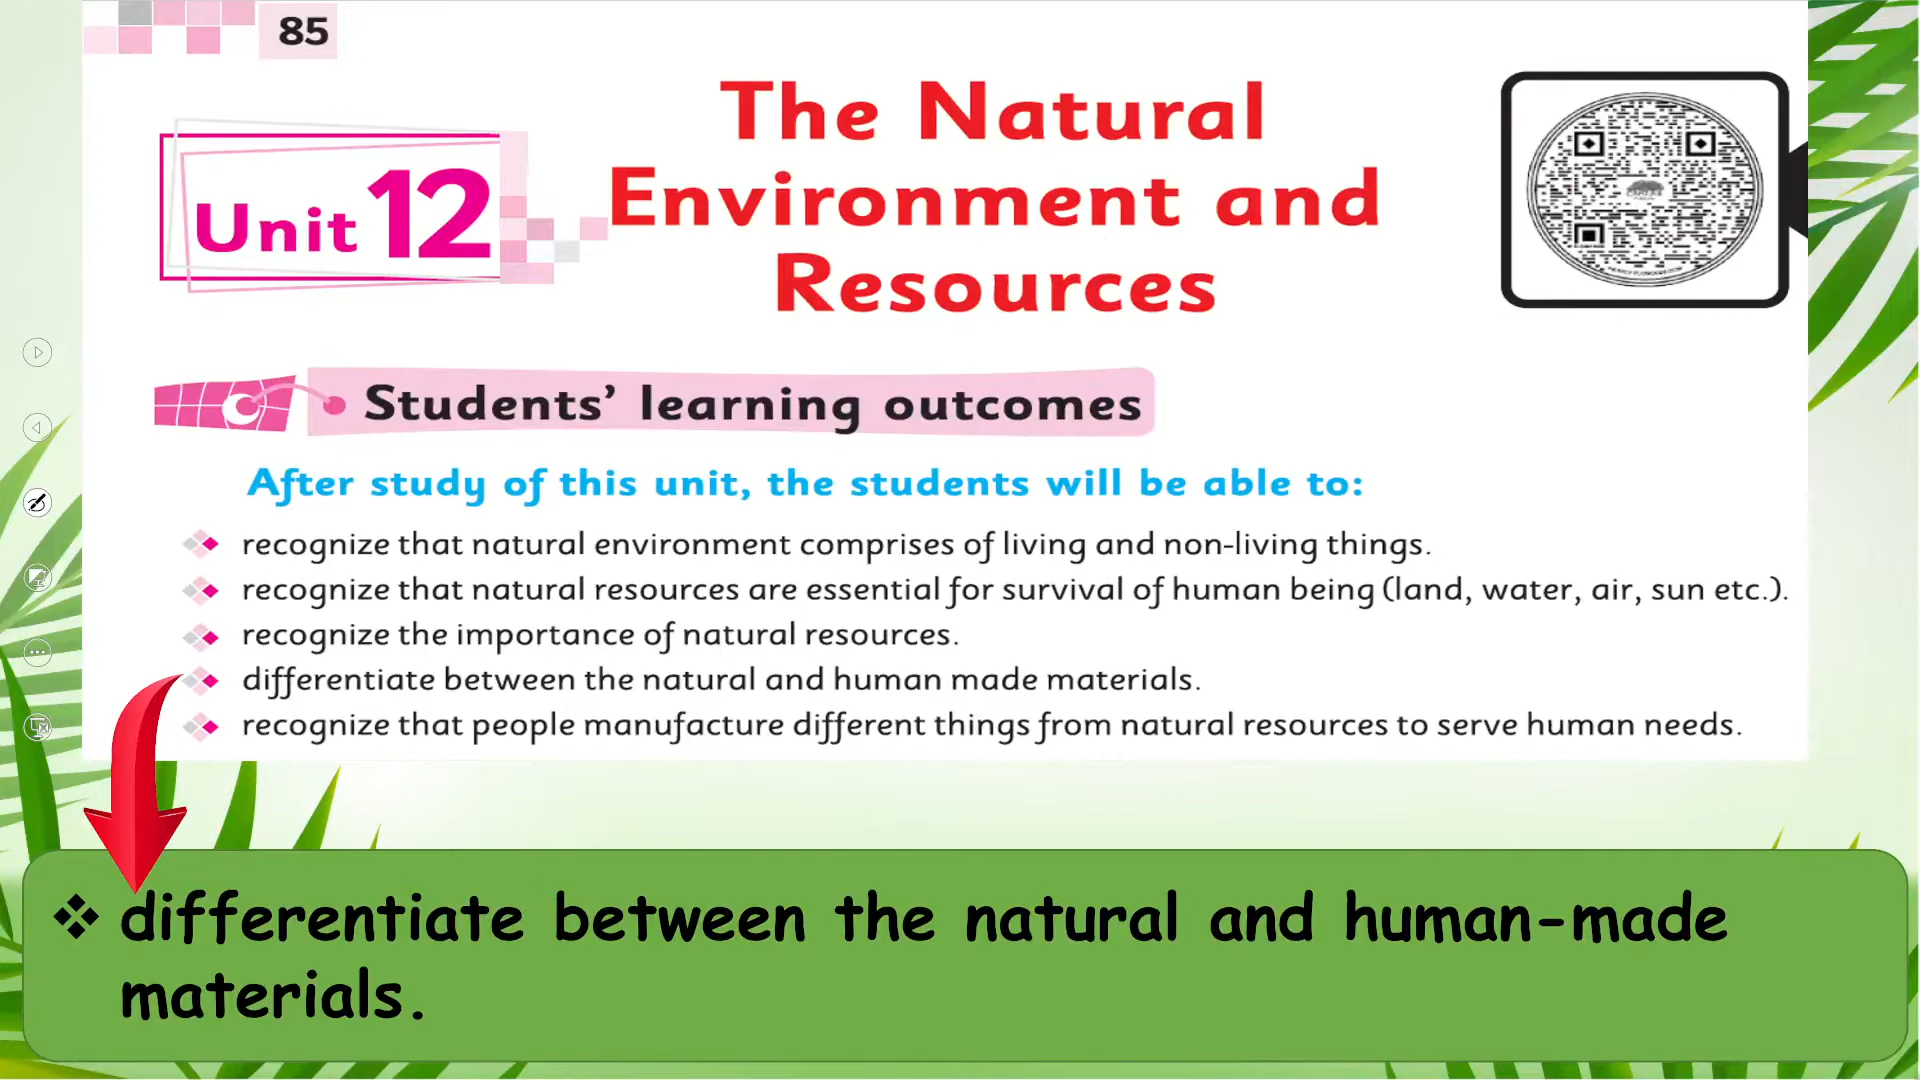 85
Unit 12
The Natural
Environment and
Resources
Students' learning outcomes
After study of this unit, the students will be able to:
recognize that natural environment comprises of living and non-living things.
recognize that natural resources are essential for survival of human being (land, water, air, sun etc.).
recognize the importance of natural resources.
differentiate between the natural and human made materials.
recognize that people manufacture different things from natural resources to serve human needs.
❖ differentiate between the natural and human-made
materials.